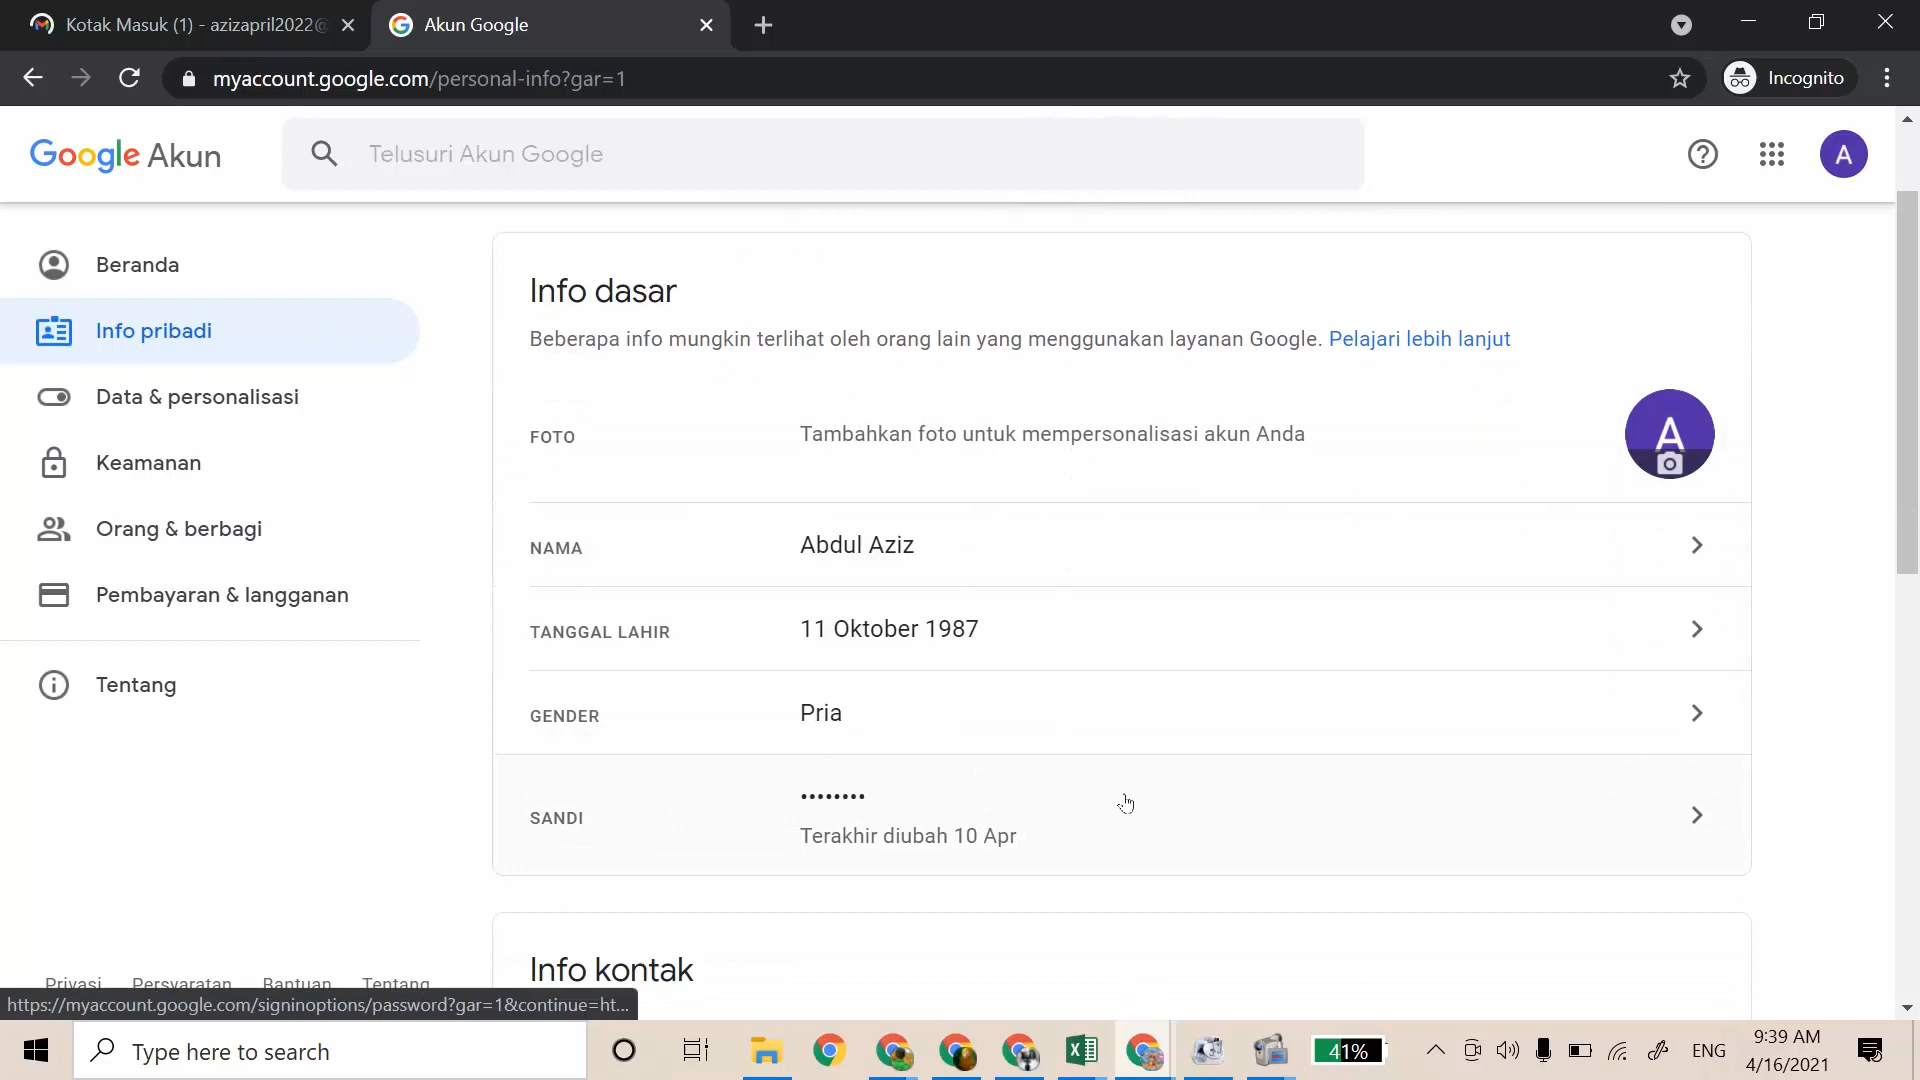 Kotak Masuk (1) - azizapril2022@
Akun Google
myaccount.google.com/personal-info?gar=1
Incognito
Google Akun
Telusuri Akun Google
A
Beranda
Info pribadi
Data & personalisasi
Keamanan
Orang & berbagi
Pembayaran & langganan
Tentang
Info dasar
Beberapa info mungkin terlihat oleh orang lain yang menggunakan layanan Google. Pelajari lebih lanjut
FOTO
Tambahkan foto untuk mempersonalisasi akun Anda
A
NAMA
Abdul Aziz
TANGGAL LAHIR
11 Oktober 1987
GENDER
Pria
SANDI
••••••••
Terakhir diubah 10 Apr
Info kontak
Privasi Persyaratan Bantuan Tentang
https://myaccount.google.com/signinoptions/password?gar=1&continue=ht...
Type here to search
41%
ENG
9:39 AM
4/16/2021